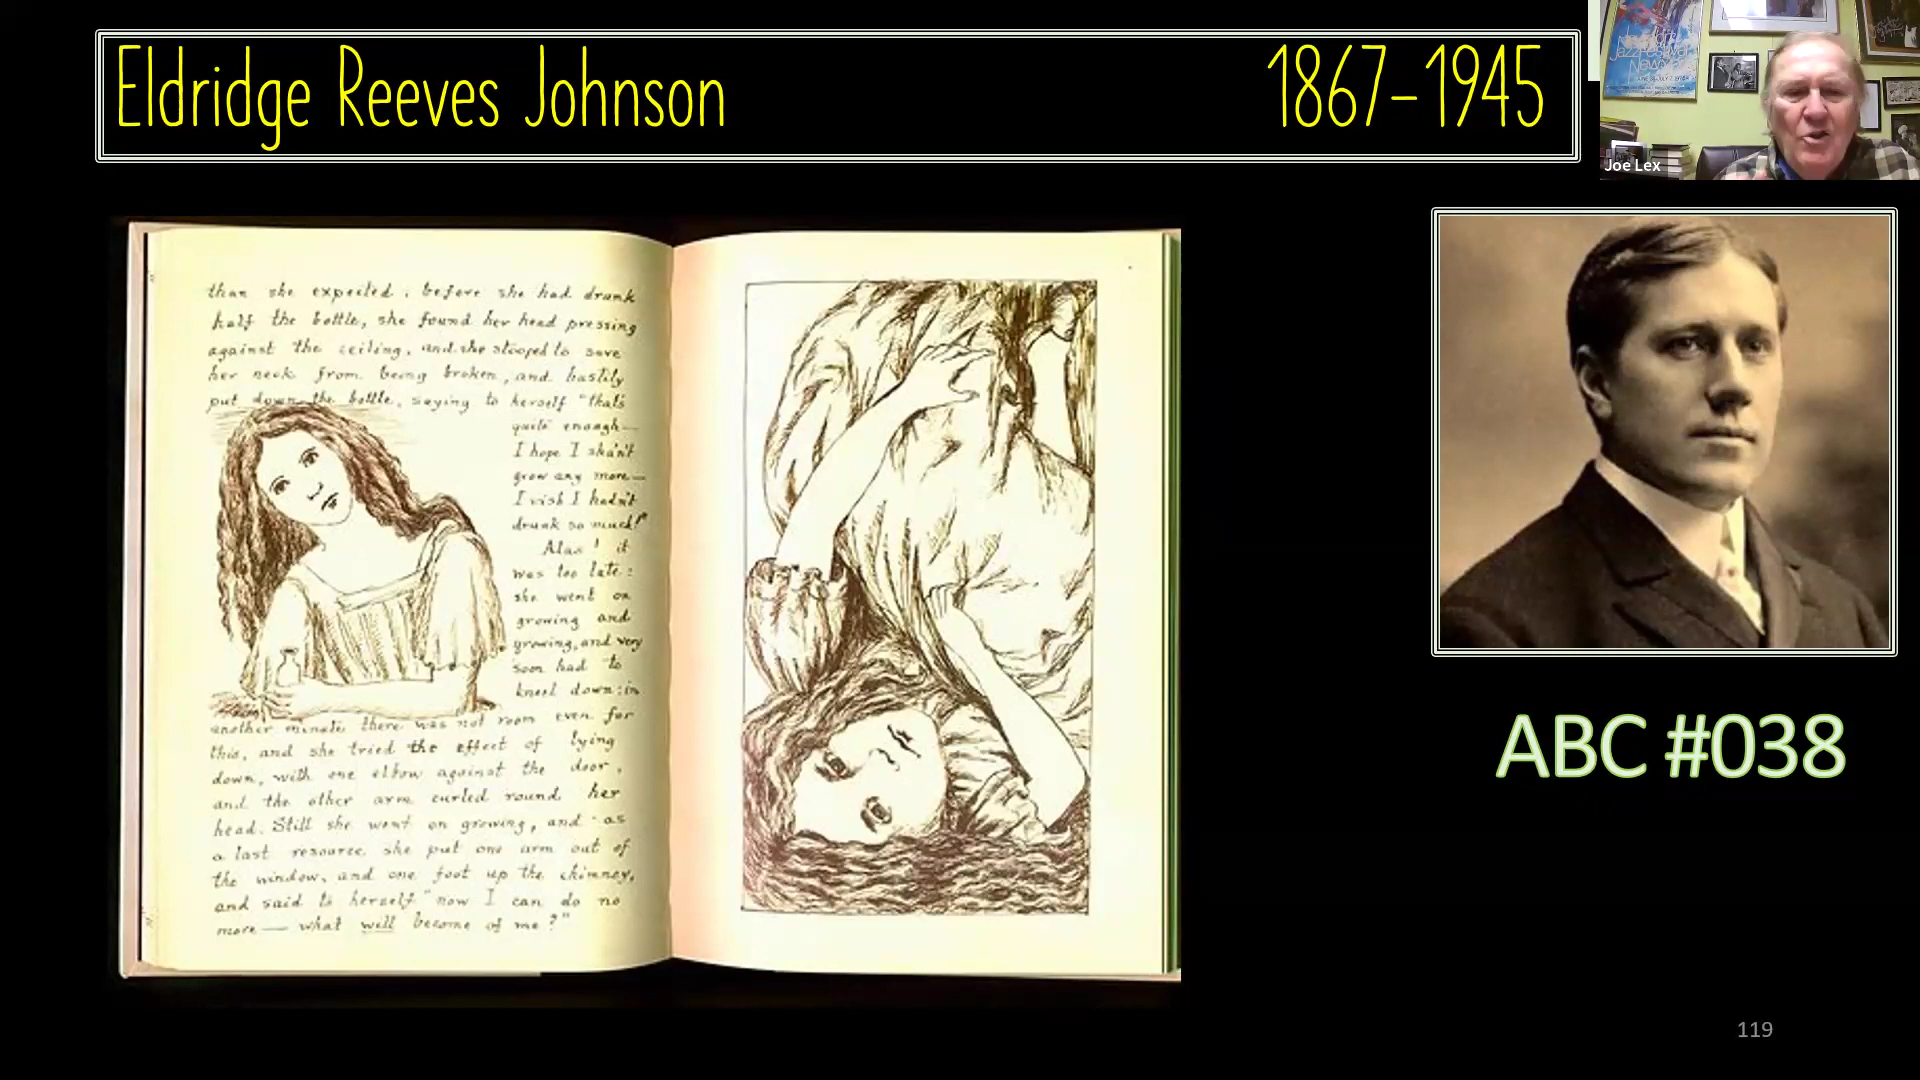 Eldridge Reeves Johnson 1867-1945
Joe Lex
than she expected: before she had drunk
half the bottle, she found her head pressing
against the ceiling, and she stooped to save
her neck from being broken, and hastily
put down the bottle, saying to herself "that's
quite enough—
I hope I shan't
grow any more—
I wish I hadn't
drunk so much!"
Alas! it
was too late:
she went on
growing and
growing, and very
soon had to
kneel down: in
another minute there was not room even for
this, and she tried the effect of lying
down, with one elbow against the door,
and the other arm curled round her
head. Still she went on growing, and as
a last resource she put one arm out of
the window, and one foot up the chimney,
and said to herself "now I can do no
more — what will become of me?"
ABC #038
119